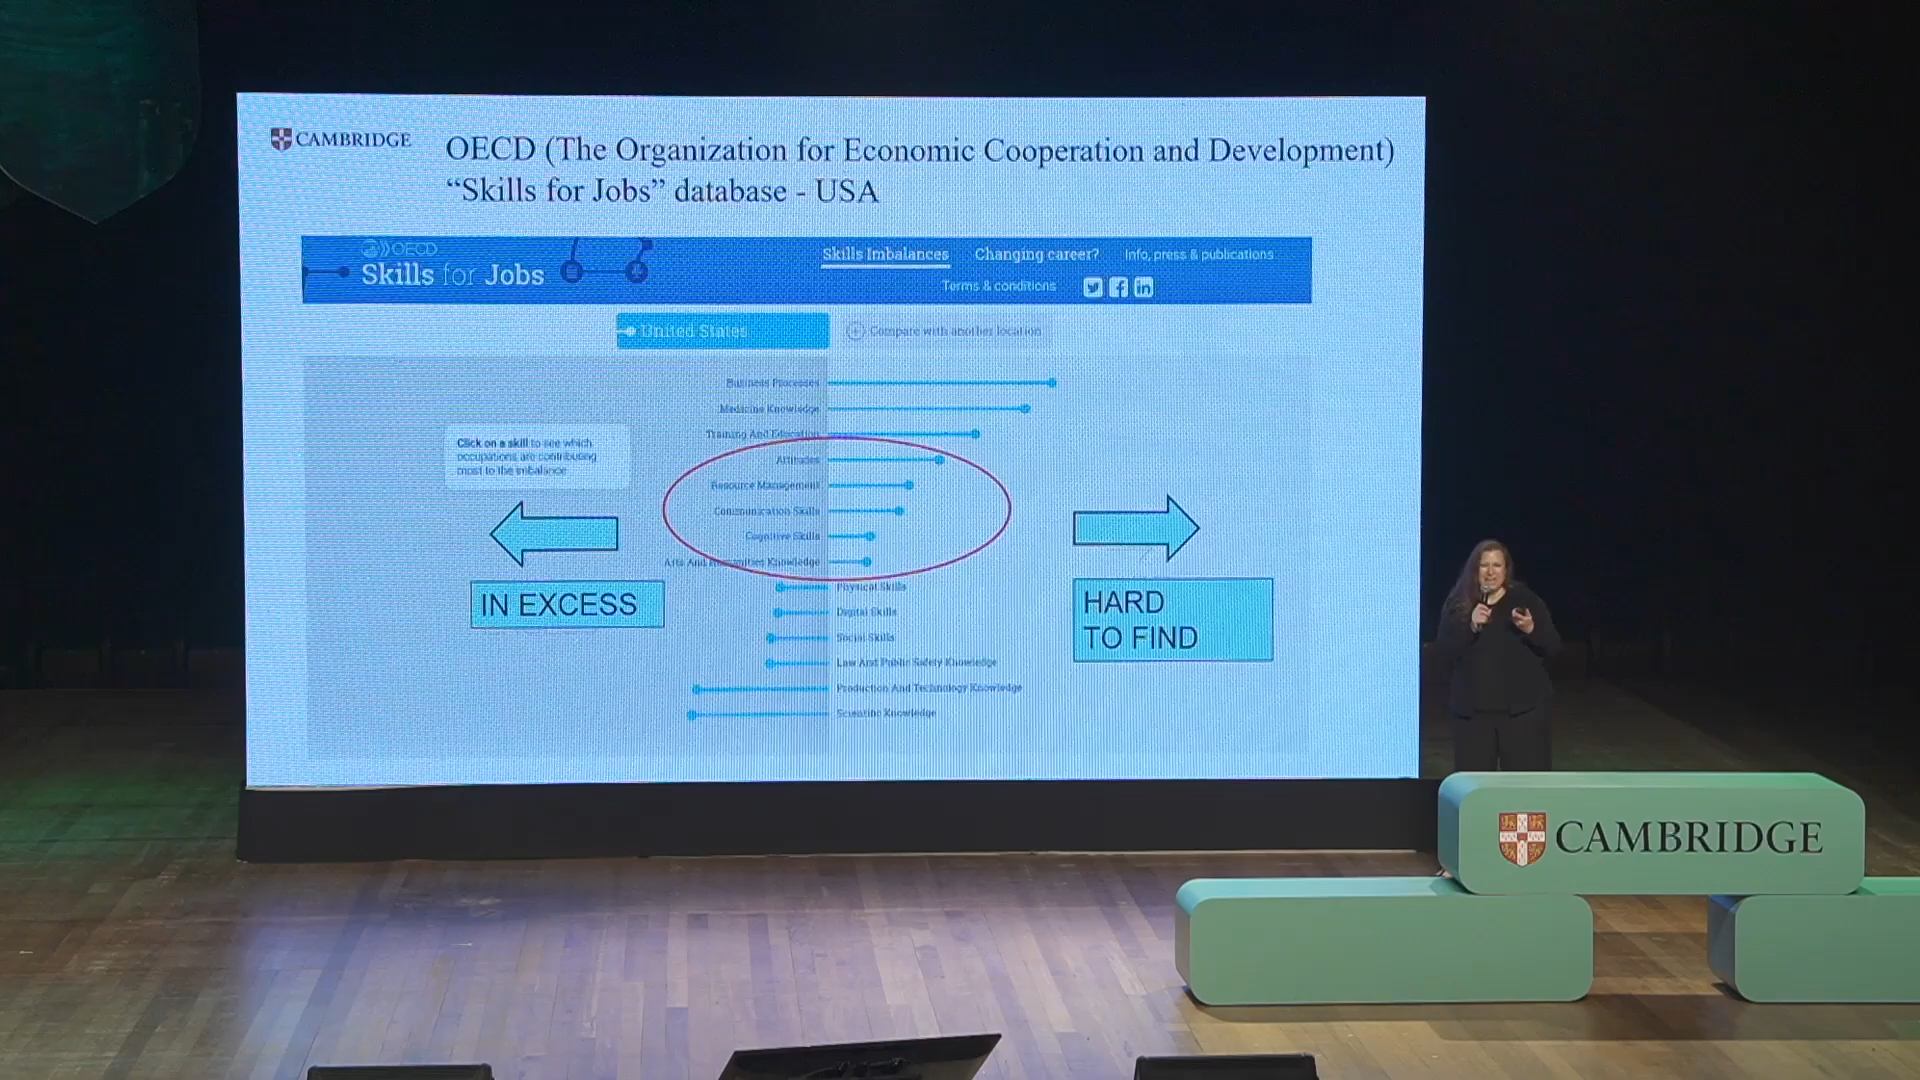 CAMBRIDGE
OECD (The Organization for Economic Cooperation and Development)
“Skills for Jobs” database - USA
OECD
Skills for Jobs
Skills Imbalances
Changing career?
Info, press & publications
Terms & conditions
United States
Compare with another location
Business Processes
Medicine Knowledge
Training And Education
Click on a skill to see which
occupations are contributing
most to the imbalance
Attitudes
Resource Management
Communication Skills
Cognitive Skills
Arts And Humanities Knowledge
Physical Skills
Digital Skills
Social Skills
Law And Public Safety Knowledge
Production And Technology Knowledge
Scientific Knowledge
IN EXCESS
HARD
TO FIND
CAMBRIDGE